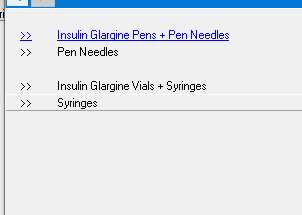 >> Insulin Glargine Pens + Pen Needles
>> Pen Needles
>> Insulin Glargine Vials + Syringes
>> Syringes